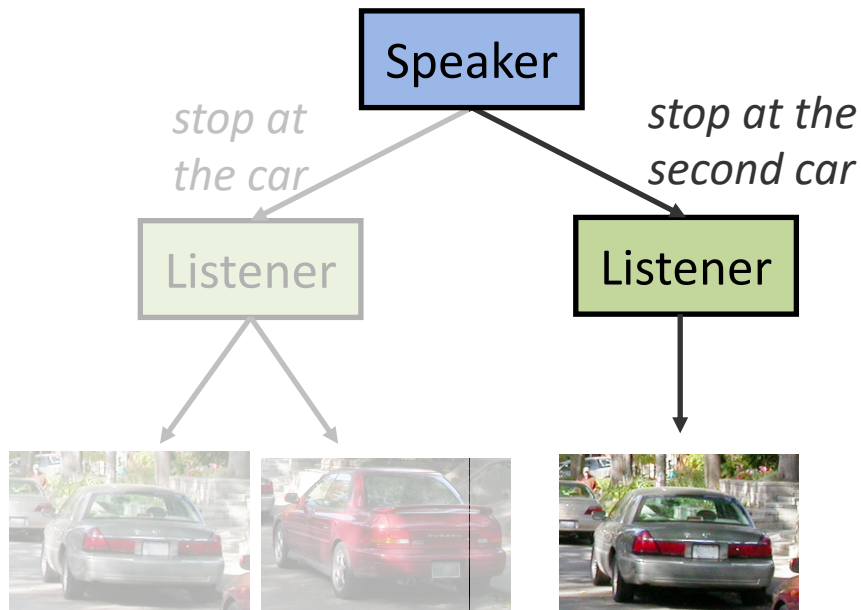 Speaker
stop at
the car
stop at the
second car
Listener
Listener